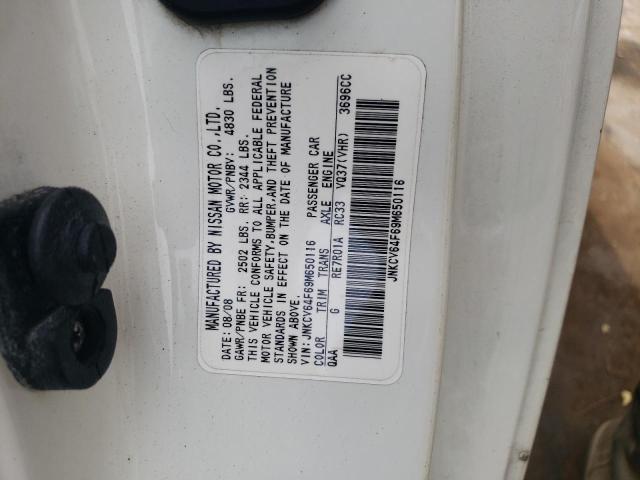 MANUFACTURED BY NISSAN MOTOR CO.,LTD.
DATE: 08/08 GVWR/PNBV: 4830 LBS.
GAWR/PNBE FR: 2502 LBS. RR: 2344 LBS.
THIS VEHICLE CONFORMS TO ALL APPLICABLE FEDERAL
MOTOR VEHICLE SAFETY,BUMPER,AND THEFT PREVENTION
STANDARDS IN EFFECT ON THE DATE OF MANUFACTURE
SHOWN ABOVE.
VIN:JNKCV64F69M650116 PASSENGER CAR
COLOR TRIM TRANS AXLE ENGINE
QAA G RE7R01A RC33 VQ37(VHR) 3696CC
JNKCV64F69M650116